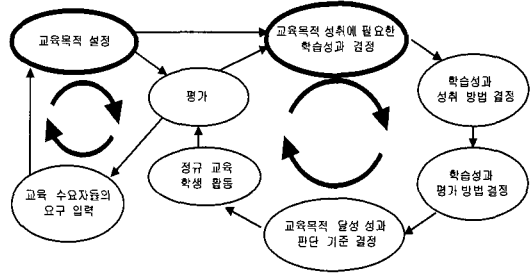 교육목적 설정
교육목적 성취에 필요한
학습성과 결정
평가
학습성과
성취 방법 결정
정규 교육
학생 활동
학습성과
평가 방법 결정
교육 수요자들의
요구 입력
교육목적 달성 성과
판단 기준 결정